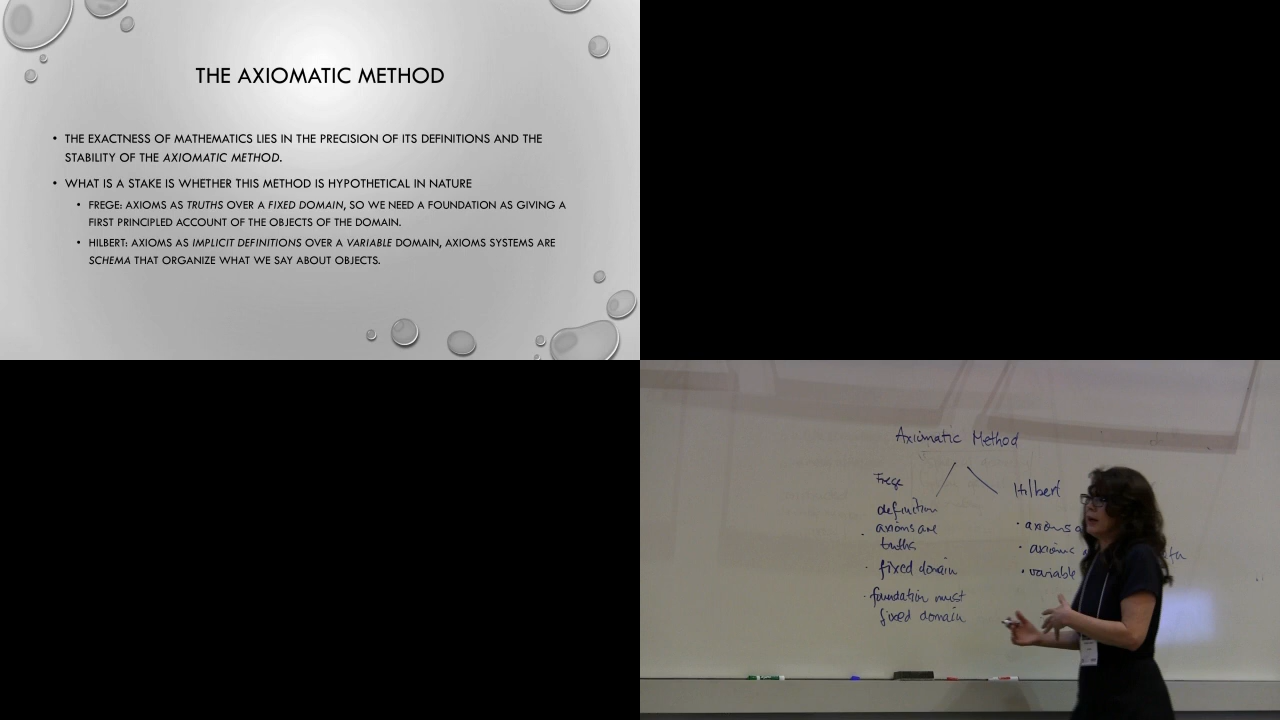 THE AXIOMATIC METHOD
• THE EXACTNESS OF MATHEMATICS LIES IN THE PRECISION OF ITS DEFINITIONS AND THE
STABILITY OF THE AXIOMATIC METHOD.
• WHAT IS A STAKE IS WHETHER THIS METHOD IS HYPOTHETICAL IN NATURE
• FREGE: AXIOMS AS TRUTHS OVER A FIXED DOMAIN, SO WE NEED A FOUNDATION AS GIVING A
FIRST PRINCIPLED ACCOUNT OF THE OBJECTS OF THE DOMAIN.
• HILBERT: AXIOMS AS IMPLICIT DEFINITIONS OVER A VARIABLE DOMAIN, AXIOMS SYSTEMS ARE
SCHEMA THAT ORGANIZE WHAT WE SAY ABOUT OBJECTS.
Axiomatic Method
Frege
definition
· axioms are
truths
· fixed domain
· foundation must
fixed domain
Hilbert
· axioms
·
· variable